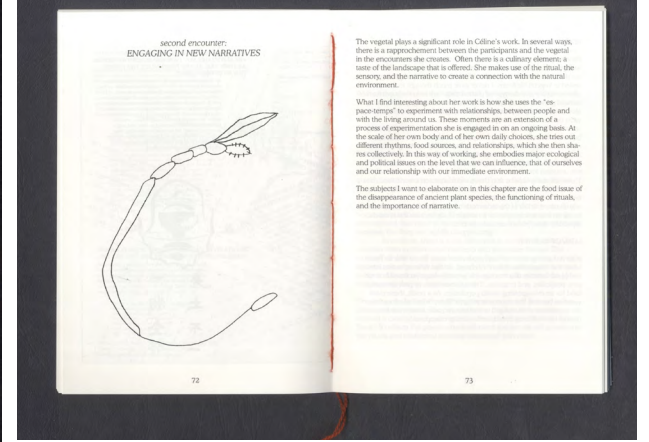 second encounter:
ENGAGING IN NEW NARRATIVES
72
The vegetal plays a significant role in Céline's work. In several ways,
there is a rapprochement between the participants and the vegetal
in the encounters she creates. Often there is a culinary element; a
taste of the landscape that is offered. She makes use of the ritual, the
sensory, and the narrative to create a connection with the natural
environment.
What I find interesting about her work is how she uses the "es-
pace-temps" to experiment with relationships, between people and
with the living around us. These moments are an extension of a
process of experimentation she is engaged in on an ongoing basis. At
the scale of her own body and of her own daily choices, she tries out
different rhythms, food sources, and relationships, which she then sha-
res collectively. In this way of working, she embodies major ecological
and political issues on the level that we can influence, that of ourselves
and our relationship with our immediate environment.
The subjects I want to elaborate on in this chapter are the food issue of
the disappearance of ancient plant species, the functioning of rituals,
and the importance of narrative.
73